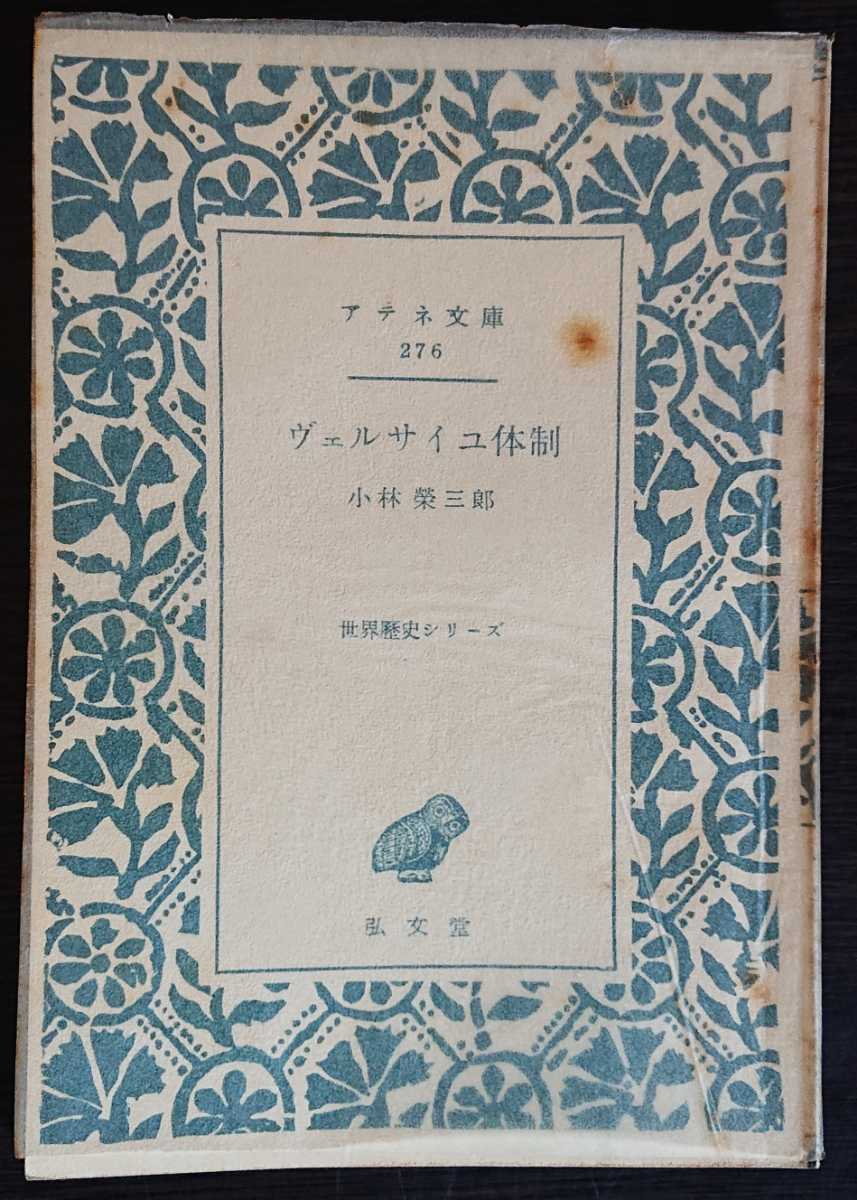 アテネ文庫
276
ヴェルサイユ体制
小林榮三郎
世界歷史シリーズ
弘文堂